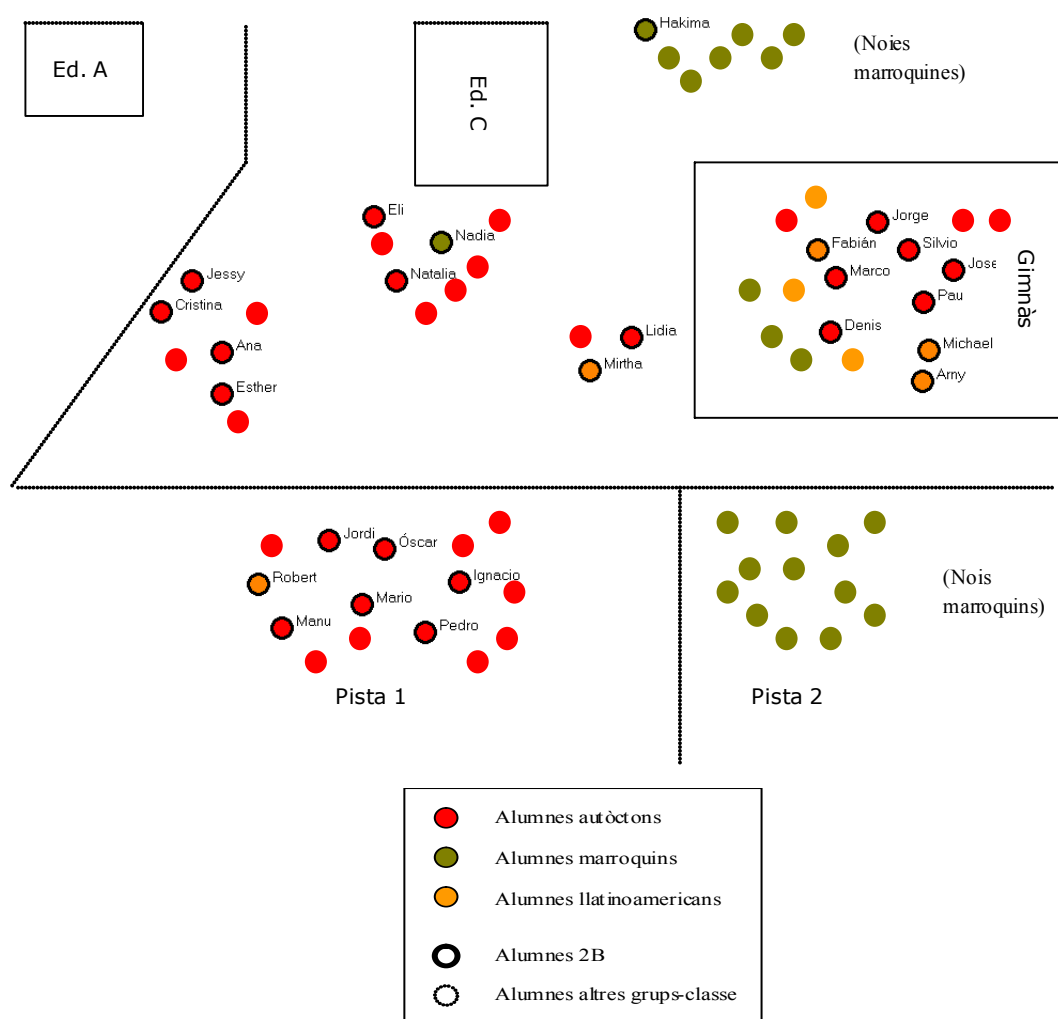 Hakima
(Noies
marroquines)
Ed. A
Ed. C
Eli
Nadia
Natalia
Jessy
Cristina
Ana
Esther
Lidia
Mirtha
Jorge
Fabián
Silvio
Marco
Jose
Pau
Denis
Michael
Arny
Gimnàs
Jordi
Óscar
Robert
Ignacio
Mario
Manu
Pedro
(Nois
marroquins)
Pista 1
Pista 2
Alumnes autòctons
Alumnes marroquins
Alumnes llatinoamericans
Alumnes 2B
Alumnes altres grups-classe